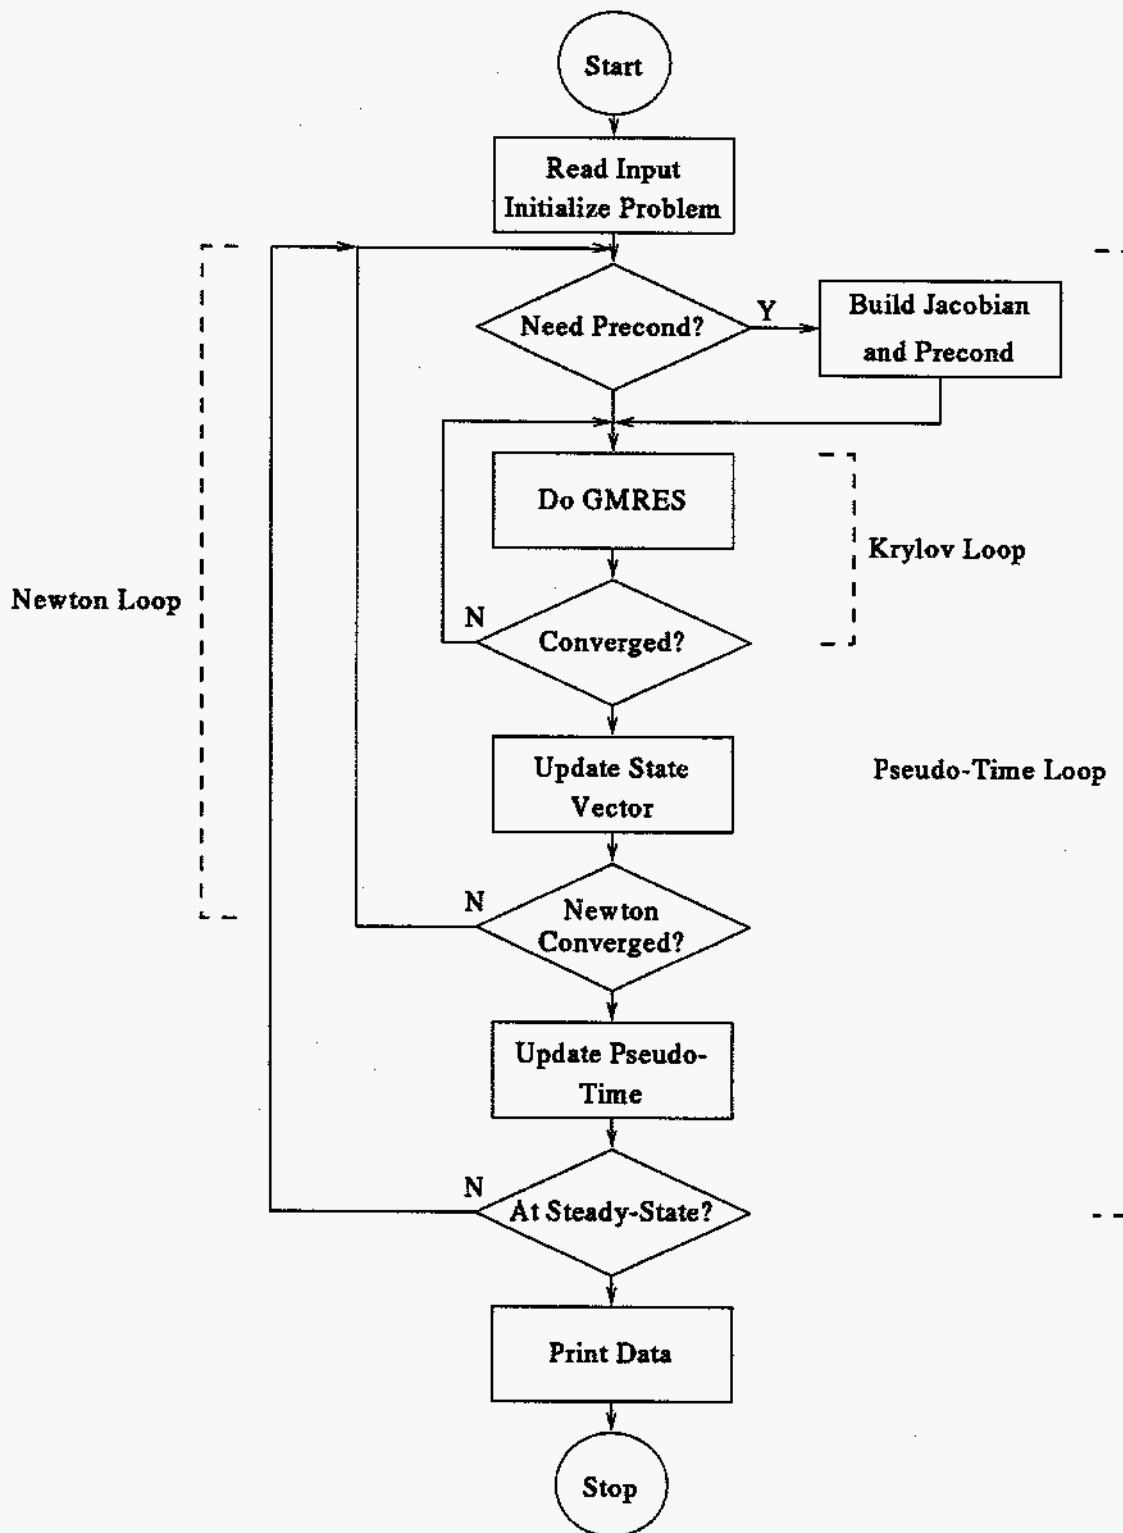 Start
Read Input
Initialize Problem
Need Precond?
Y
Build Jacobian
and Precond
Do GMRES
Krylov Loop
Newton Loop
N
Converged?
Update State
Vector
Pseudo-Time Loop
N
Newton
Converged?
Update Pseudo-
Time
N
At Steady-State?
Print Data
Stop